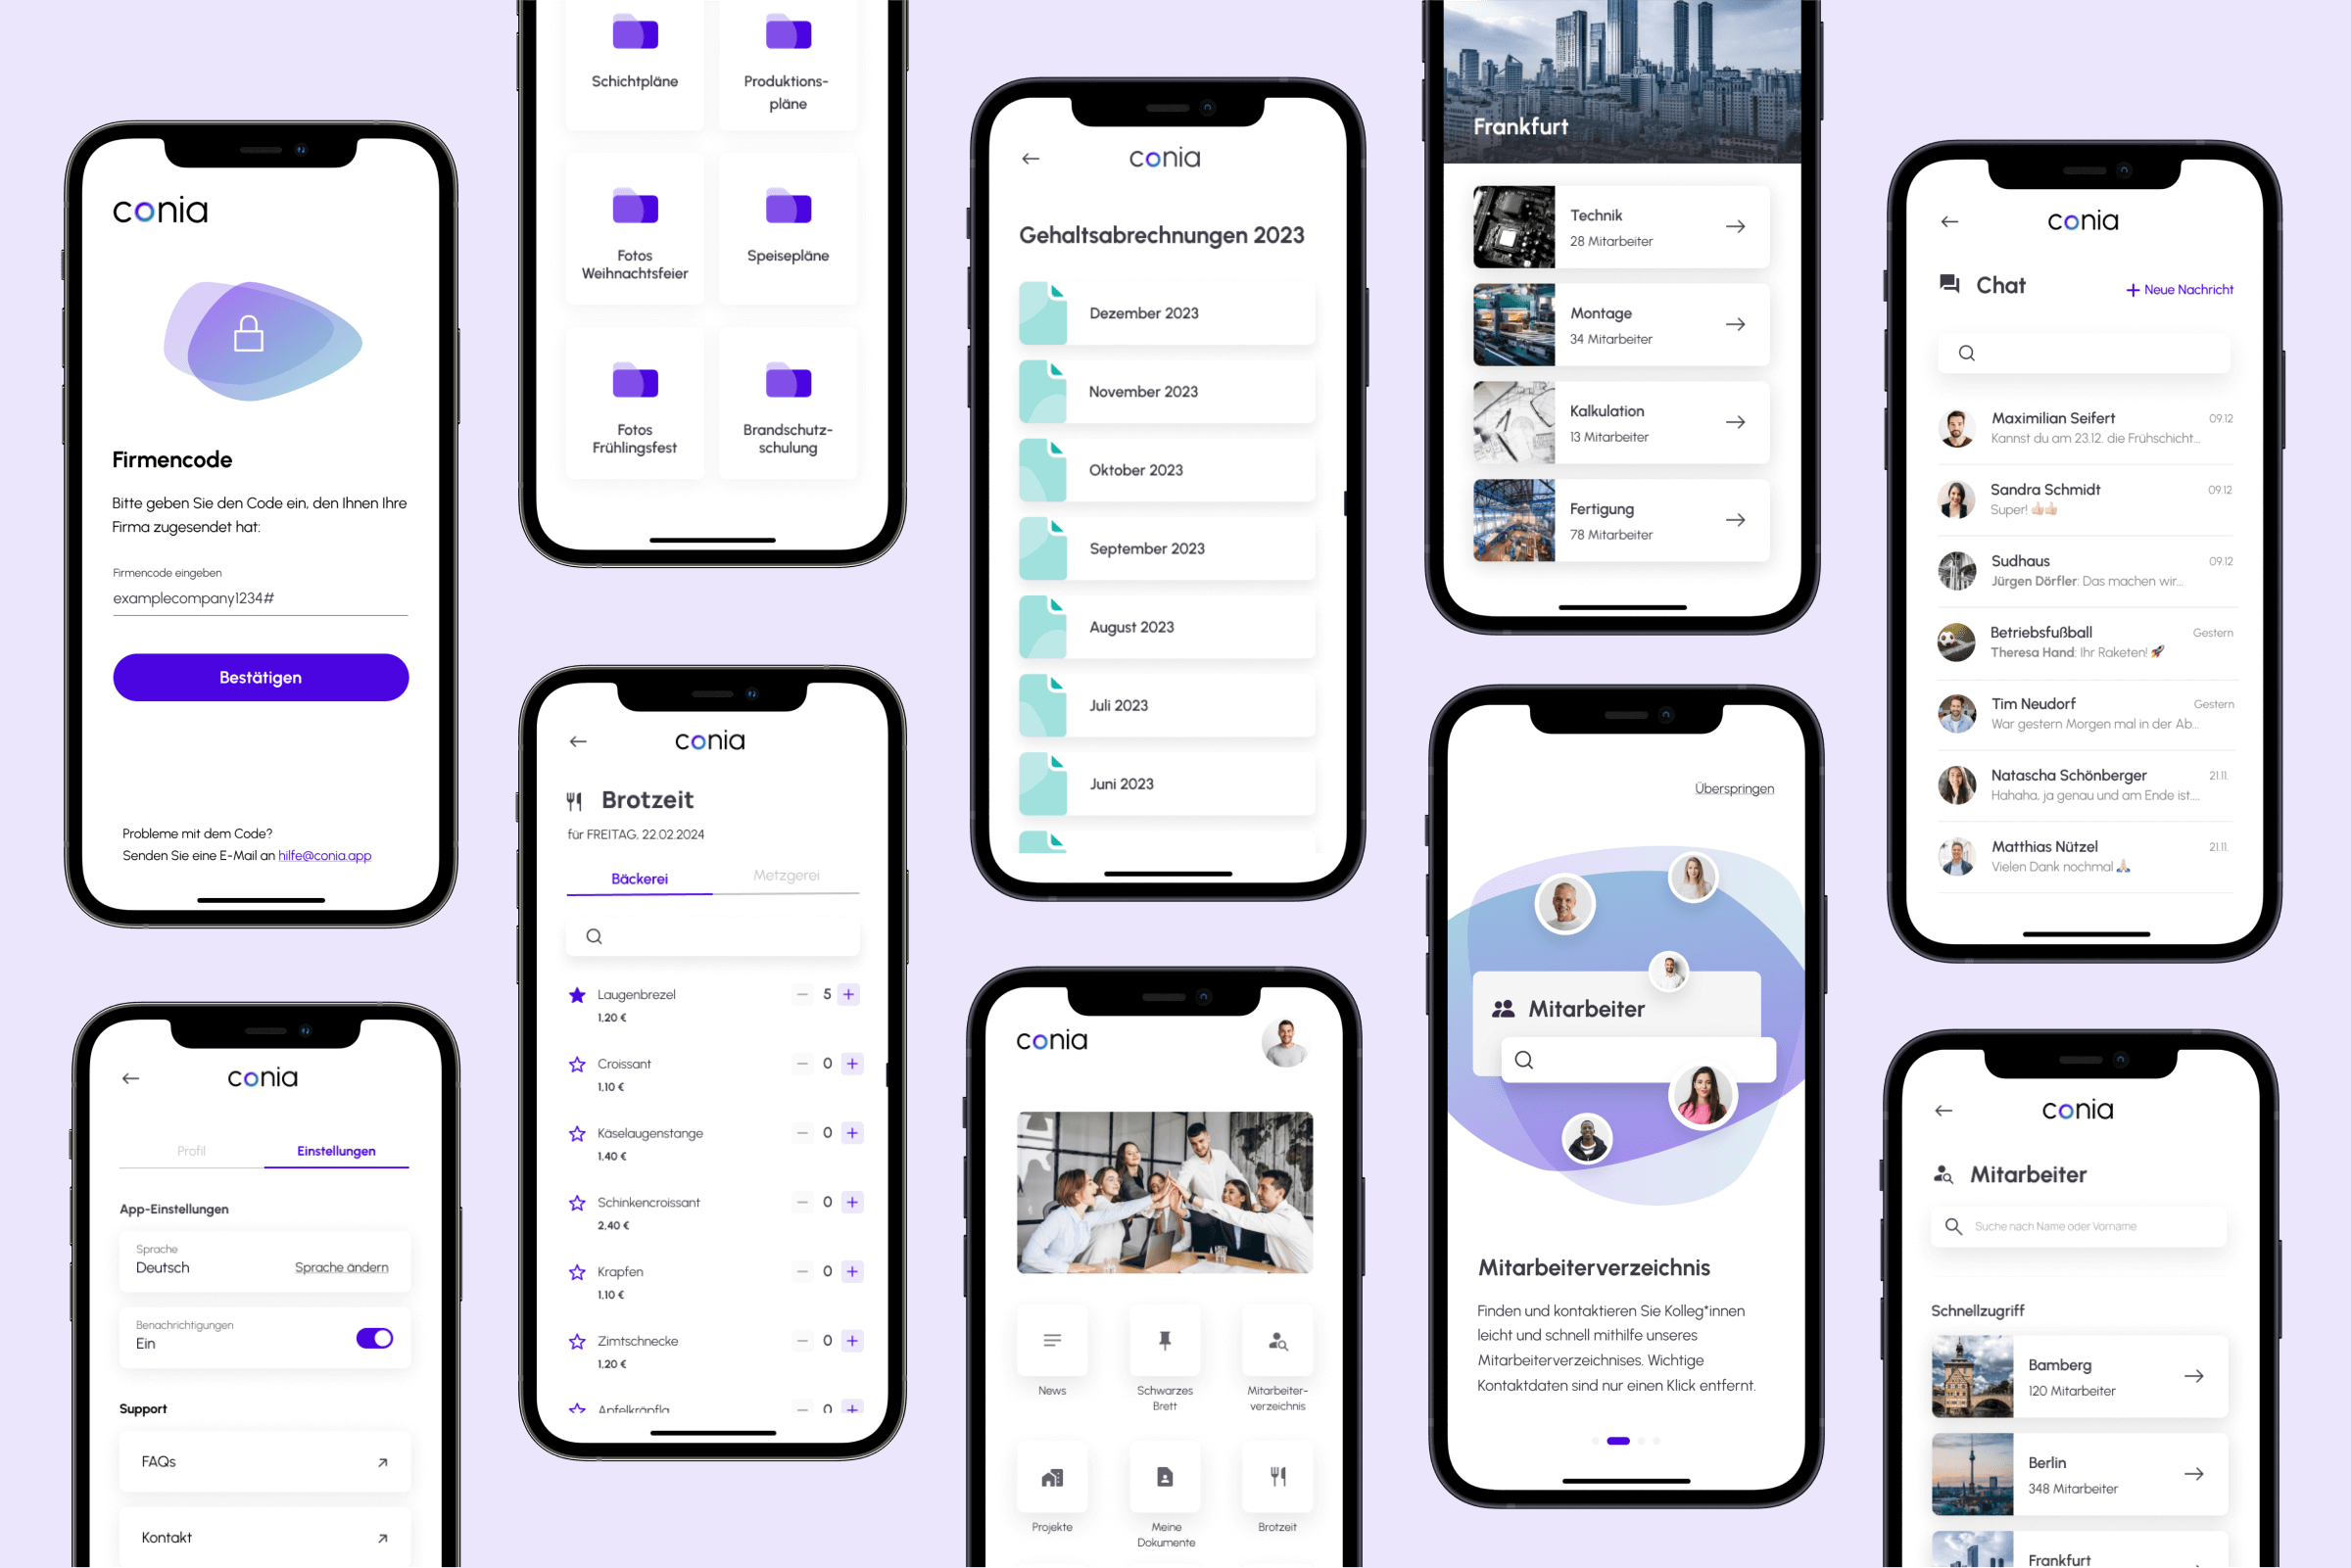 conia
Firmencode
Bitte geben Sie den Code ein, den Ihnen Ihre
Firma zugesendet hat:
Firmencode eingeben
examplecompany1234#
Bestätigen
Probleme mit dem Code?
Senden Sie eine E-Mail an hilfe@conia.app
conia
Profil
Einstellungen
App-Einstellungen
Sprache
Deutsch
Sprache ändern
Benachrichtigungen
Ein
Support
FAQs
Kontakt
Schichtpläne
Produktions-
pläne
Fotos
Weihnachtsfeier
Speisepläne
Fotos
Frühlingsfest
Brandschutz-
schulung
conia
Brotzeit
für FREITAG, 22.02.2024
Bäckerei
Metzgerei
Laugenbrezel
5
1,20 €
Croissant
0
1,10 €
Käselaugenstange
0
1,40 €
Schinkencroissant
0
2,40 €
Krapfen
0
1,10 €
Zimtschnecke
0
1,20 €
Apfelkräpfla
0
conia
Gehaltsabrechnungen 2023
Dezember 2023
November 2023
Oktober 2023
September 2023
August 2023
Juli 2023
Juni 2023
conia
News
Schwarzes
Brett
Mitarbeiter-
verzeichnis
Projekte
Meine
Dokumente
Brotzeit
Frankfurt
Technik
28 Mitarbeiter
Montage
34 Mitarbeiter
Kalkulation
13 Mitarbeiter
Fertigung
78 Mitarbeiter
Überspringen
Mitarbeiter
Mitarbeiterverzeichnis
Finden und kontaktieren Sie Kolleg*innen
leicht und schnell mithilfe unseres
Mitarbeiterverzeichnises. Wichtige
Kontaktdaten sind nur einen Klick entfernt.
conia
Chat
+ Neue Nachricht
Maximilian Seifert
09.12
Kannst du am 23.12. die Frühschicht...
Sandra Schmidt
09.12
Super! 👍🏻👍🏻
Sudhaus
09.12
Jürgen Dörfler: Das machen wir...
Betriebsfußball
Gestern
Theresa Hand: Ihr Raketen! 🚀
Tim Neudorf
Gestern
War gestern Morgen mal in der Ab...
Natascha Schönberger
21.11.
Hahaha, ja genau und am Ende ist....
Matthias Nützel
21.11.
Vielen Dank nochmal 🙏🏻
conia
Mitarbeiter
Suche nach Name oder Vorname
Schnellzugriff
Bamberg
120 Mitarbeiter
Berlin
348 Mitarbeiter
Frankfurt